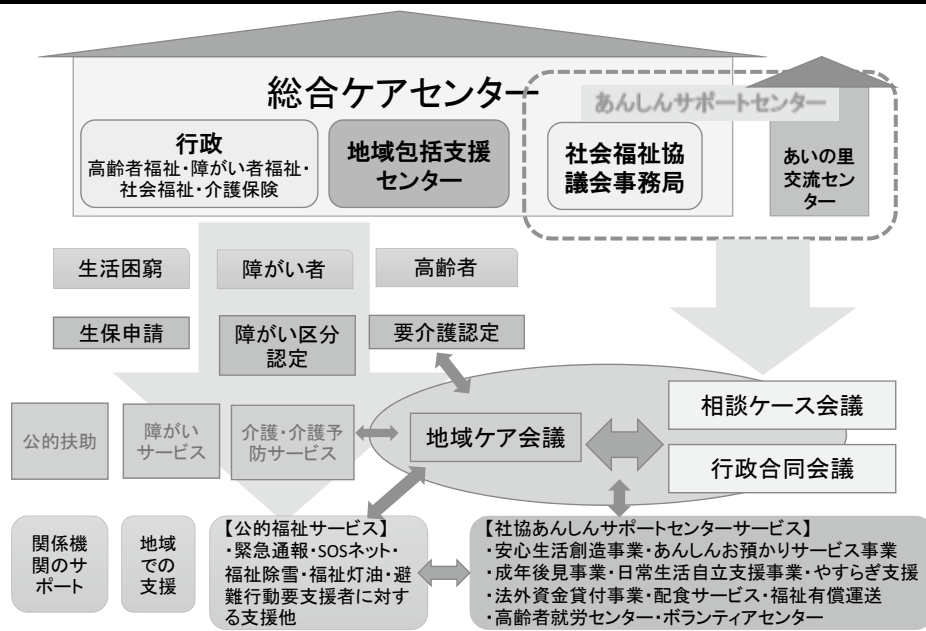 総合ケアセンター
あんしんサポートセンター
行政
高齢者福祉・障がい者福祉・
社会福祉・介護保険
地域包括支援
センター
社会福祉協
議会事務局
あいの里
交流セン
ター
生活困窮
障がい者
高齢者
生保申請
障がい区分
認定
要介護認定
公的扶助
障がい
サービス
介護・介護予
防サービス
地域ケア会議
相談ケース会議
行政合同会議
関係機
関のサ
ポート
地域
での
支援
【公的福祉サービス】
・緊急通報・SOSネット・
福祉除雪・福祉灯油・避
難行動要支援者に対す
る支援他
【社協あんしんサポートセンターサービス】
・安心生活創造事業・あんしんお預かりサービス事業
・成年後見事業・日常生活自立支援事業・やすらぎ支援
・法外資金貸付事業・配食サービス・福祉有償運送
・高齢者就労センター・ボランティアセンター